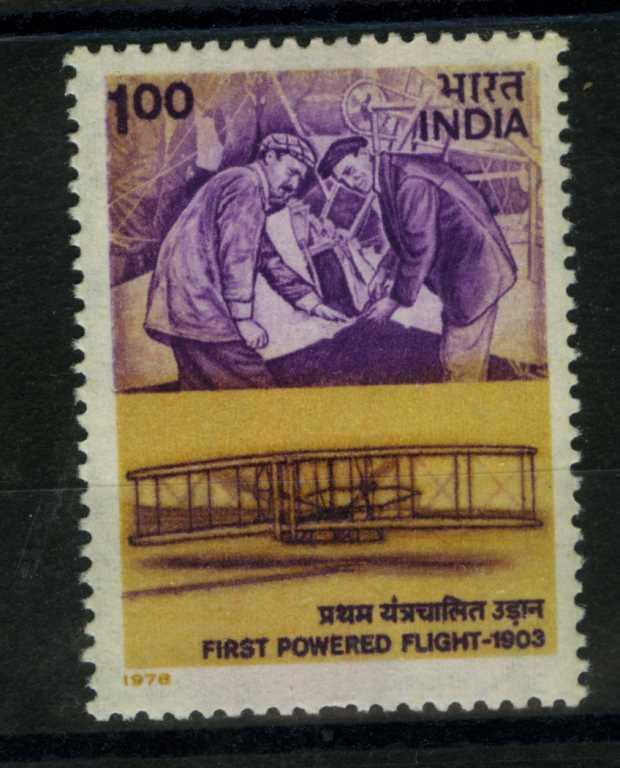 1.00
भारत
INDIA
प्रथम यंत्रचालित उड़ान
FIRST POWERED FLIGHT-1903
1978